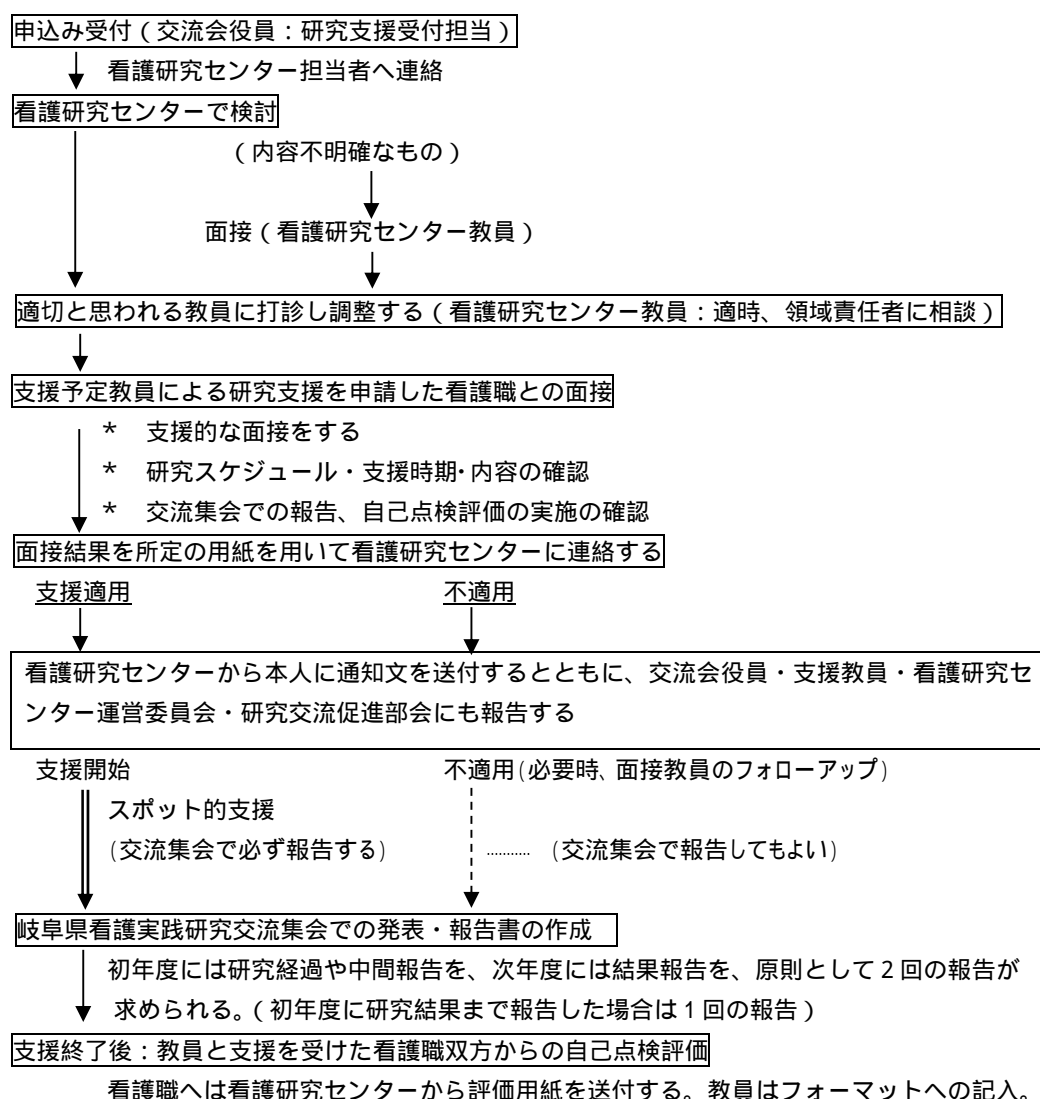 申込み受付（交流会役員：研究支援受付担当）
看護研究センター担当者へ連絡
看護研究センターで検討
（内容不明確なもの）
面接（看護研究センター教員）
適切と思われる教員に打診し調整する（看護研究センター教員：適時、領域責任者に相談）
支援予定教員による研究支援を申請した看護職との面接
* 支援的な面接をする
* 研究スケジュール・支援時期・内容の確認
* 交流集会での報告、自己点検評価の実施の確認
面接結果を所定の用紙を用いて看護研究センターに連絡する
支援適用 不適用
看護研究センターから本人に通知文を送付するとともに、交流会役員・支援教員・看護研究セ
ンター運営委員会・研究交流促進部会にも報告する
支援開始 不適用(必要時、面接教員のフォローアップ)
スポット的支援
(交流集会で必ず報告する) ........... (交流集会で報告してもよい)
岐阜県看護実践研究交流集会での発表・報告書の作成
初年度には研究経過や中間報告を、次年度には結果報告を、原則として２回の報告が
求められる。（初年度に研究結果まで報告した場合は１回の報告）
支援終了後：教員と支援を受けた看護職双方からの自己点検評価
看護職へは看護研究センターから評価用紙を送付する。教員はフォーマットへの記入。